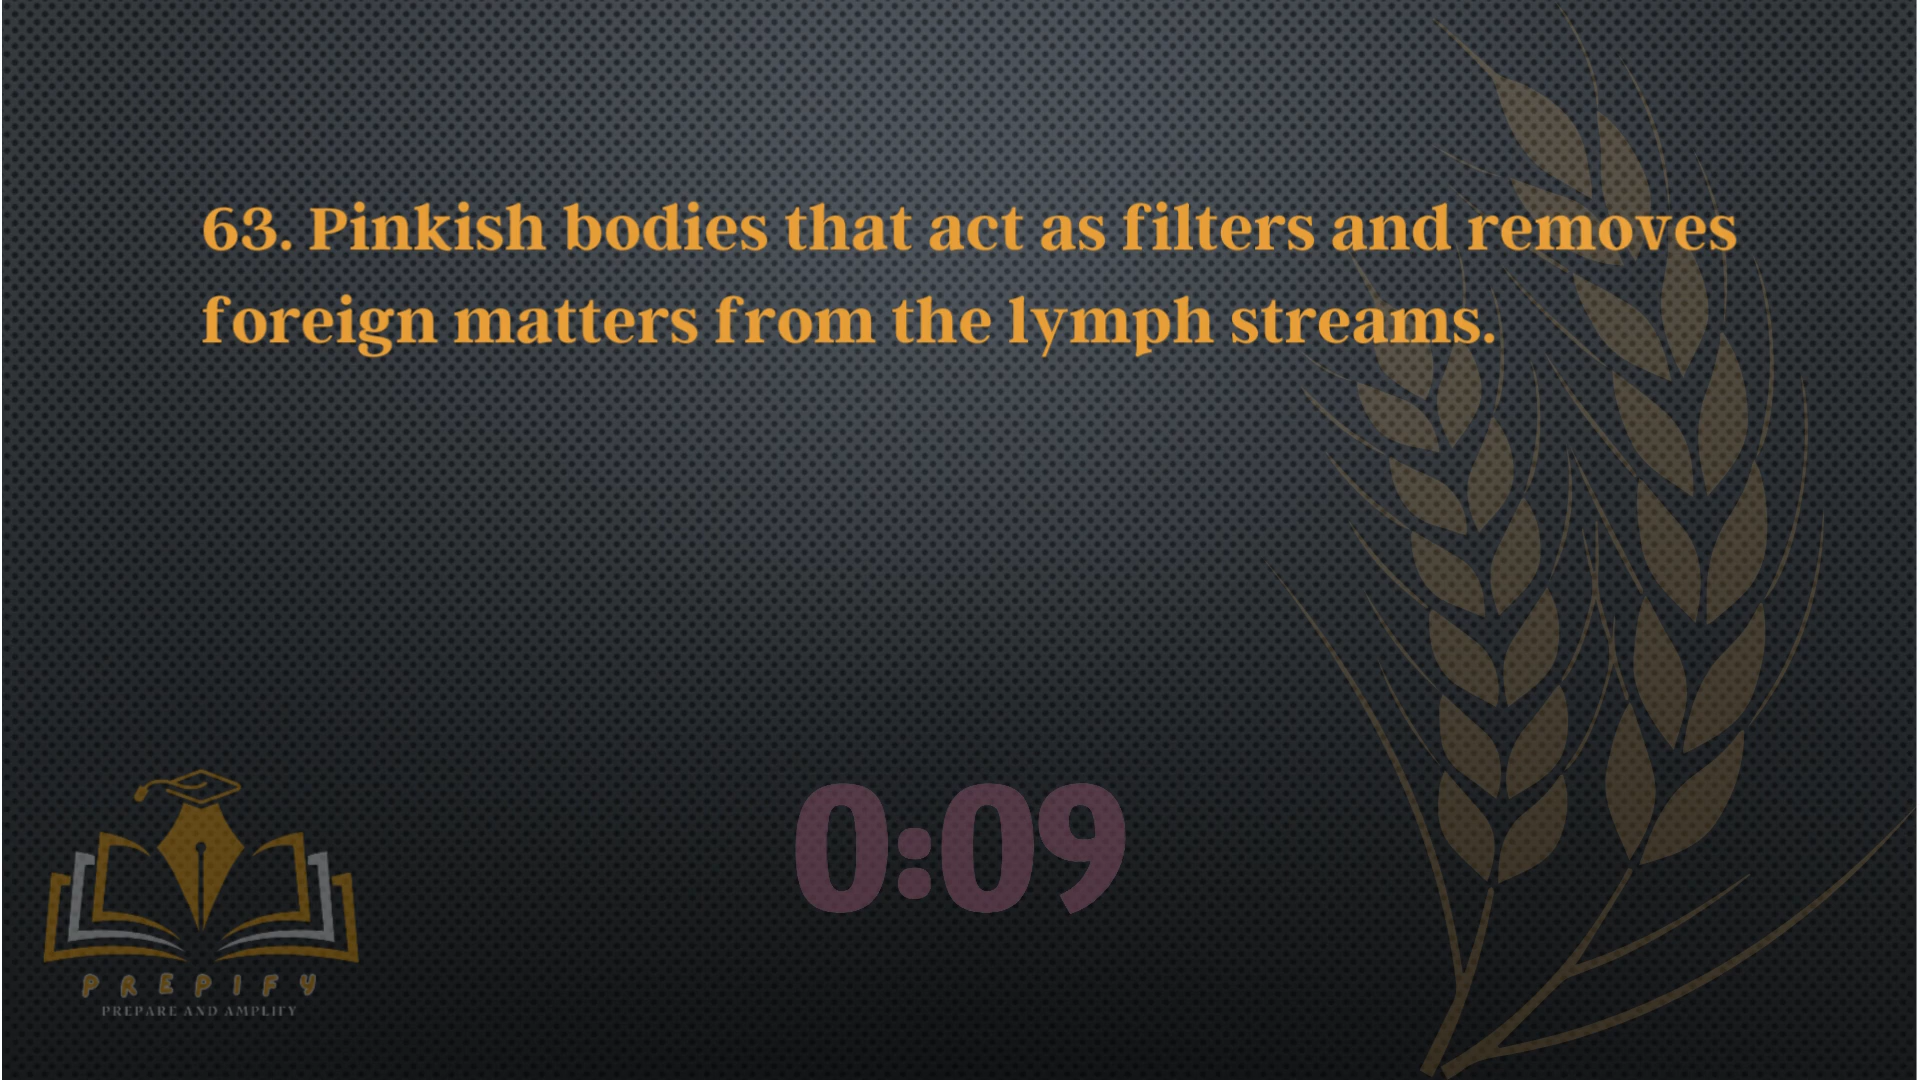 63. Pinkish bodies that act as filters and removes
foreign matters from the lymph streams.
0:09
PREPIFY
PREPARE AND AMPLIFY